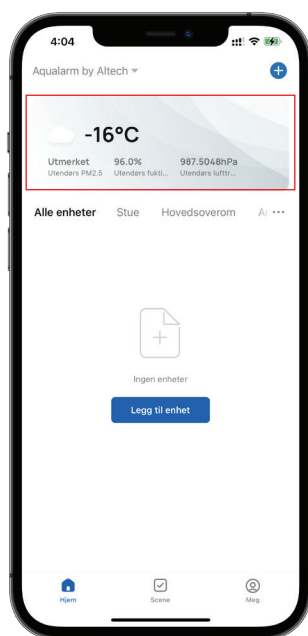 4:04
Aqualarm by Altech
-16°C
Utmerket 96.0% 987.5048hPa
Utendørs PM2.5 Utendørs fukti... Utendørs lufttr...
Alle enheter Stue Hovedsoverom
Ingen enheter
Legg til enhet
Hjem Scene Meg